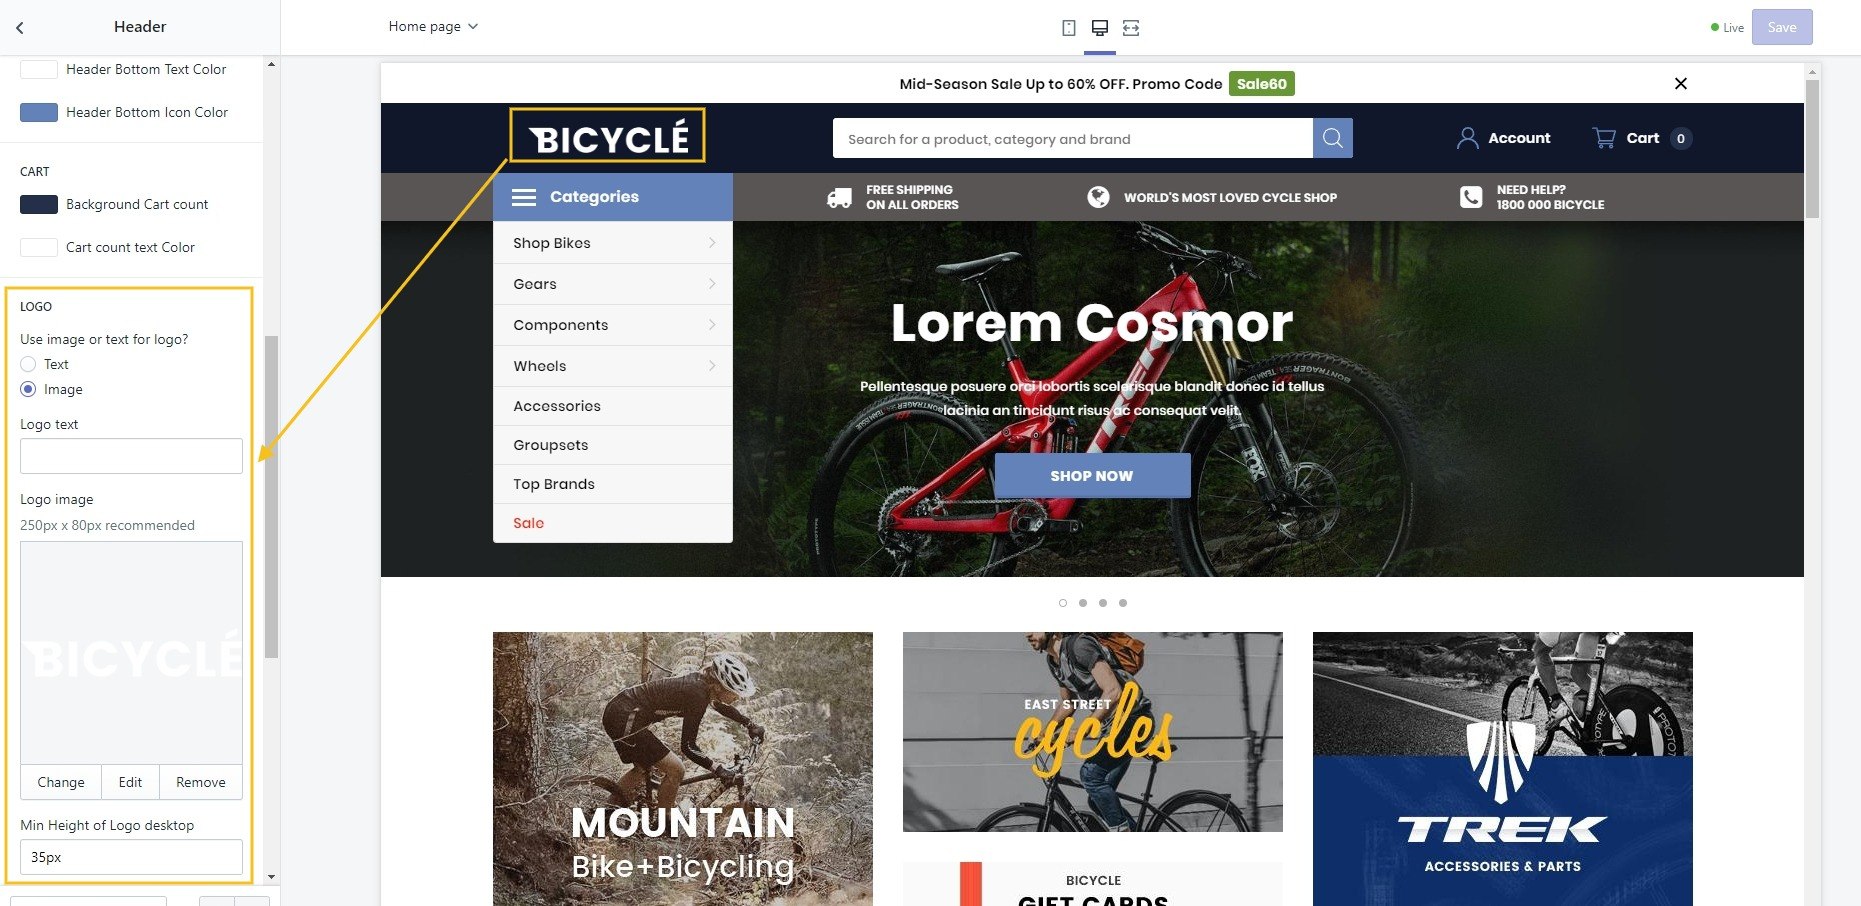 Header
Home page
Live
Save
Header Bottom Text Color
Header Bottom Icon Color
CART
Background Cart count
Cart count text Color
LOGO
Use image or text for logo?
Text
Image
Logo text
Logo image
250px x 80px recommended
BICYCLÉ
Change
Edit
Remove
Min Height of Logo desktop
35px
Mid-Season Sale Up to 60% OFF. Promo Code Sale60
BICYCLÉ
Search for a product, category and brand
Account
Cart 0
Categories
FREE SHIPPING
ON ALL ORDERS
WORLD'S MOST LOVED CYCLE SHOP
NEED HELP?
1800 000 BICYCLE
Shop Bikes
Gears
Components
Wheels
Accessories
Groupsets
Top Brands
Sale
Lorem Cosmor
Pellentesque posuere orci lobortis scelerisque blandit donec id tellus
lacinia an tincidunt risus ac consequat velit.
SHOP NOW
TREK
FOX
MOUNTAIN
Bike+Bicycling
EAST STREET
cycles
BICYCLE
GIFT CARDS
TREK
ACCESSORIES & PARTS